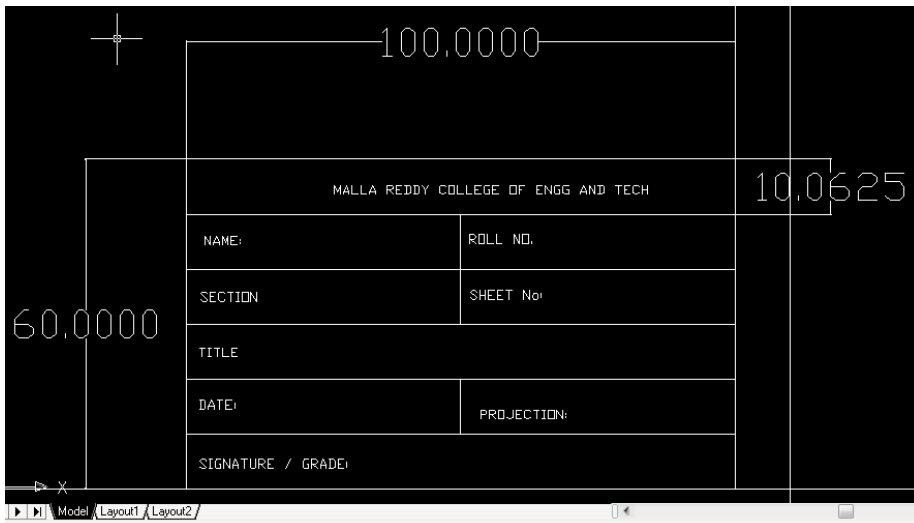 100.0000
MALLA REDDY COLLEGE OF ENGG AND TECH
10.0625
NAME:
ROLL NO.
SECTION
SHEET No:
60.0000
TITLE
DATE:
PROJECTION:
SIGNATURE / GRADE:
X
Model Layout1 Layout2